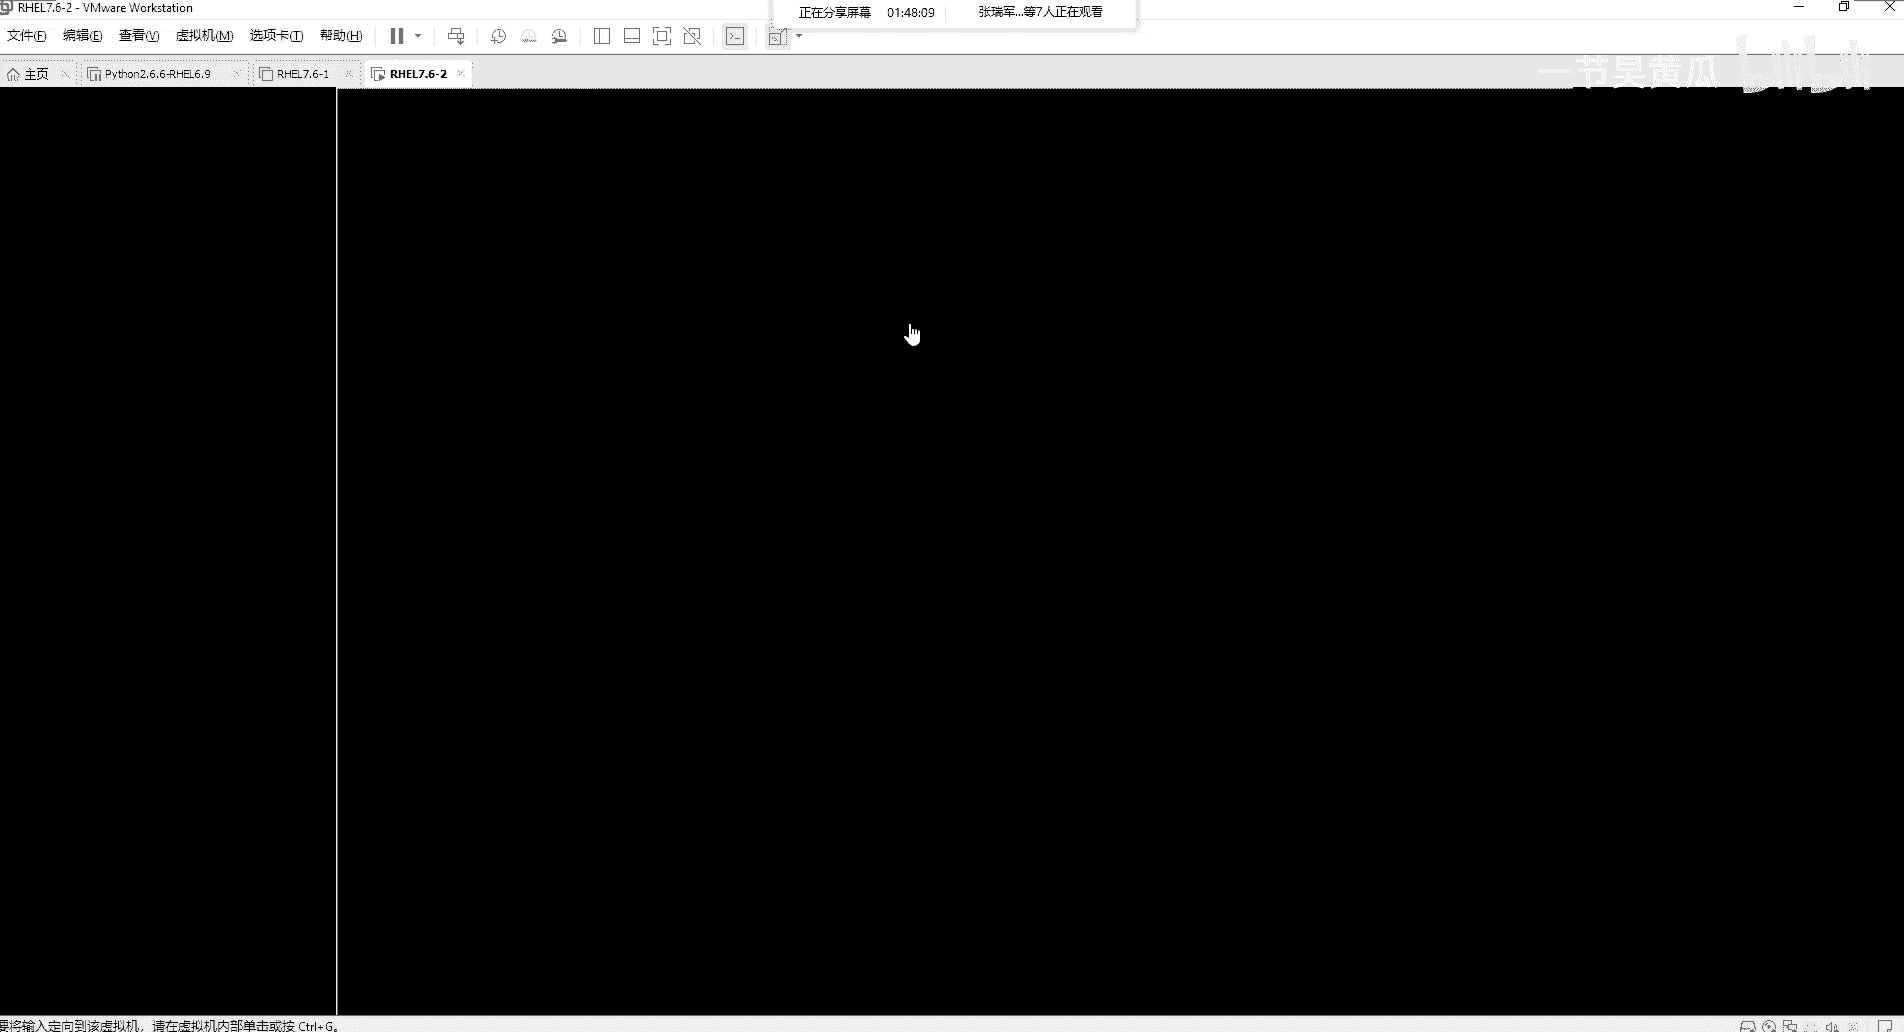 RHEL7.6-2 - VMware Workstation
正在分享屏幕 01:48:09 张瑞军...等7人正在观看
文件(F) 编辑(E) 查看(V) 虚拟机(M) 选项卡(T) 帮助(H)
主页 Python2.6.6-RHEL6.9 RHEL7.6-1 RHEL7.6-2
一节昊黄瓜 bilibili
要将输入定向到该虚拟机，请在虚拟机内部单击或按 Ctrl+G。